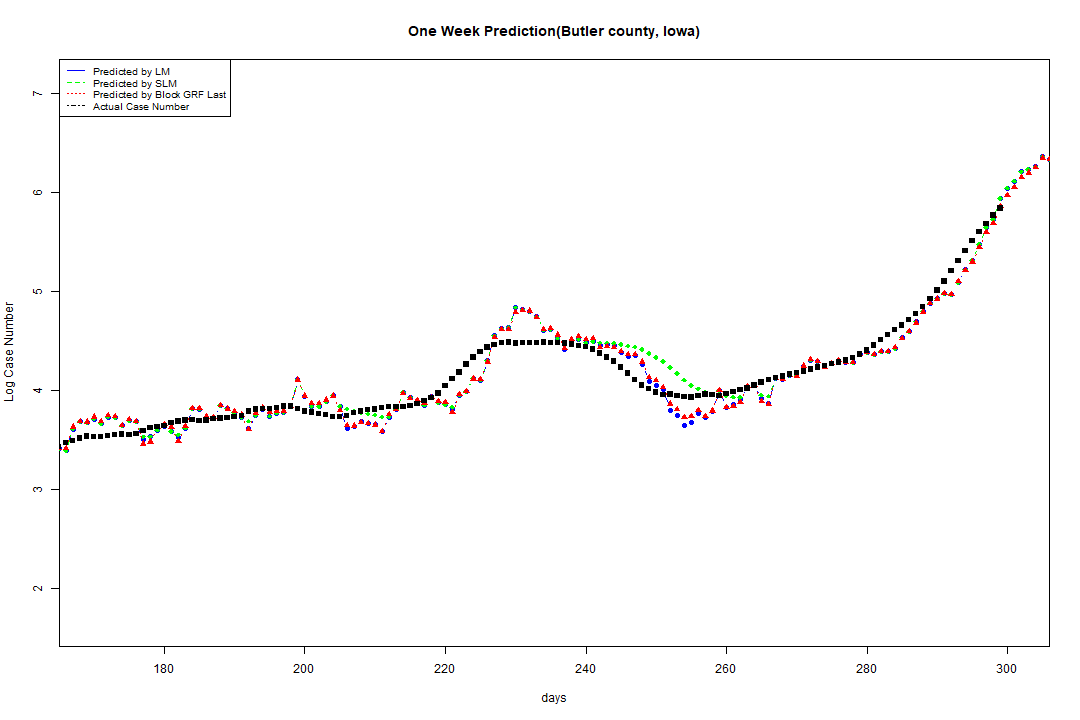 One Week Prediction(Butler county, Iowa)
Predicted by LM
Predicted by SLM
Predicted by Block GRF Last
Actual Case Number
Log Case Number
7
6
5
4
3
2
180 200 220 240 260 280 300
days